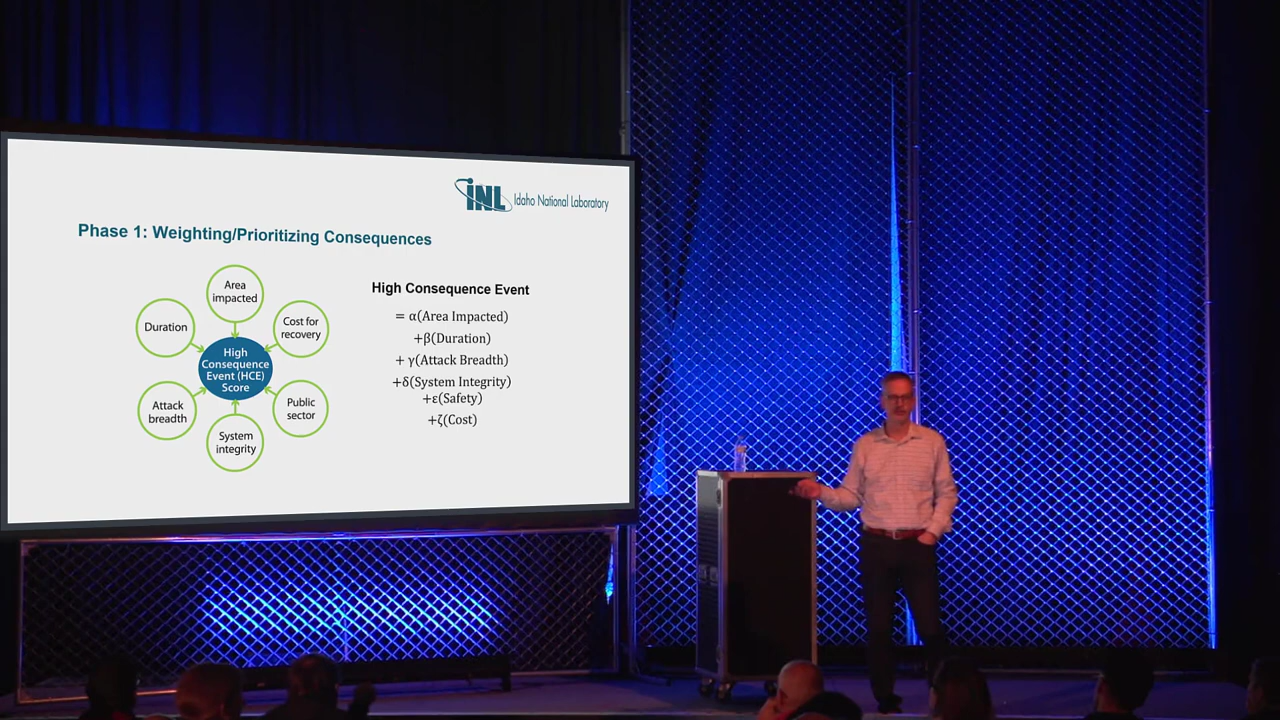 INL Idaho National Laboratory
Phase 1: Weighting/Prioritizing Consequences
Area
impacted
Duration
Cost for
recovery
High
Consequence
Event (HCE)
Score
Attack
breadth
Public
sector
System
integrity
High Consequence Event
= α(Area Impacted)
+β(Duration)
+ γ(Attack Breadth)
+δ(System Integrity)
+ε(Safety)
+ζ(Cost)